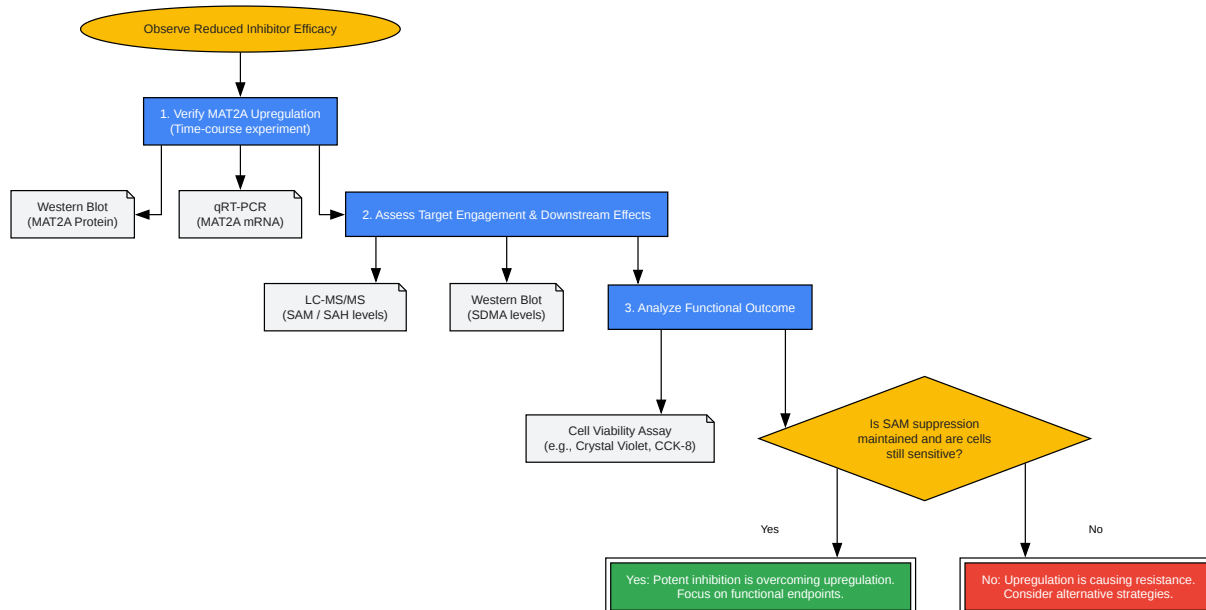 Observe Reduced Inhibitor Efficacy
1. Verify MAT2A Upregulation
(Time-course experiment)
Western Blot
(MAT2A Protein)
qRT-PCR
(MAT2A mRNA)
2. Assess Target Engagement & Downstream Effects
LC-MS/MS
(SAM / SAH levels)
Western Blot
(SDMA levels)
3. Analyze Functional Outcome
Cell Viability Assay
(e.g., Crystal Violet, CCK-8)
Is SAM suppression
maintained and are cells
still sensitive?
Yes
No
Yes: Potent inhibition is overcoming upregulation.
Focus on functional endpoints.
No: Upregulation is causing resistance.
Consider alternative strategies.